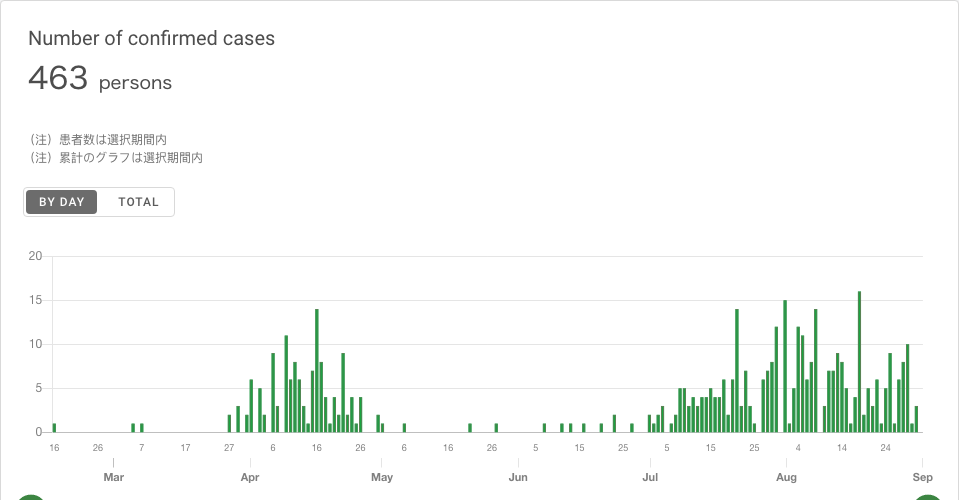 Number of confirmed cases
463 persons
（注）患者数は選択期間内
（注）累計のグラフは選択期間内
BY DAY TOTAL
20
15
10
5
0
16 26 7 17 27 6 16 26 6 16 26 5 15 25 5 15 25 4 14 24
Mar Apr May Jun Jul Aug Sep